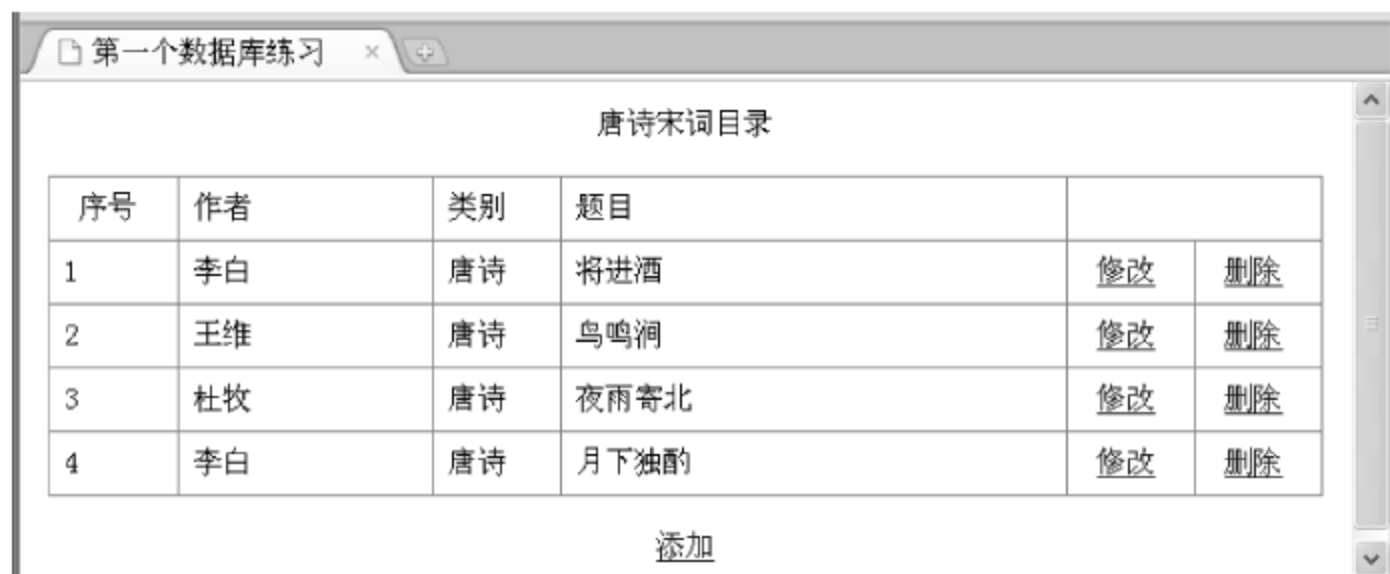 第一个数据库练习
唐诗宋词目录
序号 作者 类别 题目
1 李白 唐诗 将进酒 修改 删除
2 王维 唐诗 鸟鸣涧 修改 删除
3 杜牧 唐诗 夜雨寄北 修改 删除
4 李白 唐诗 月下独酌 修改 删除
添加